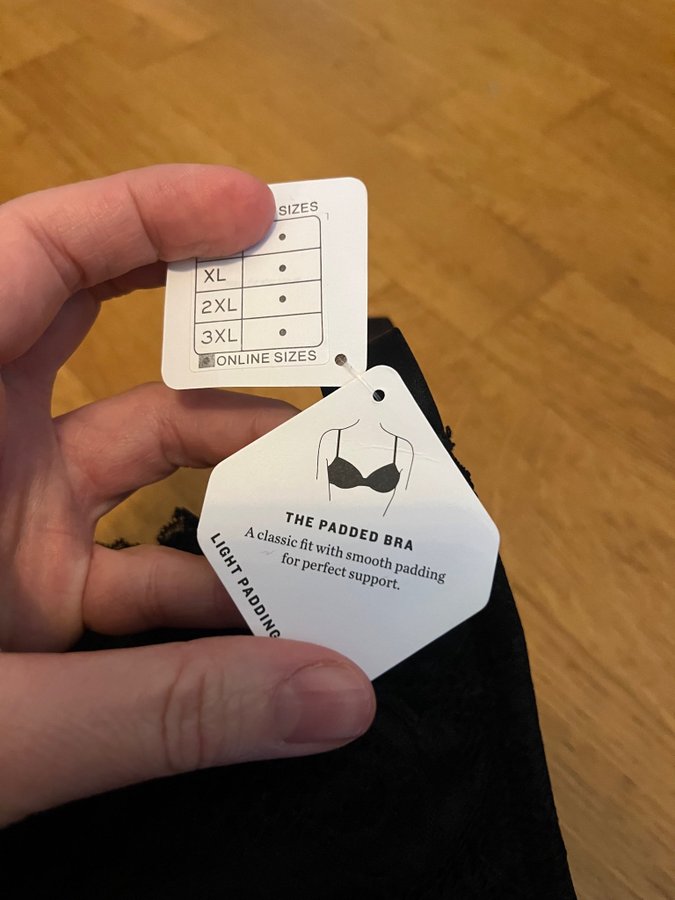 SIZES
XL
2XL
3XL
ONLINE SIZES
THE PADDED BRA
A classic fit with smooth padding
for perfect support.
LIGHT PADDING